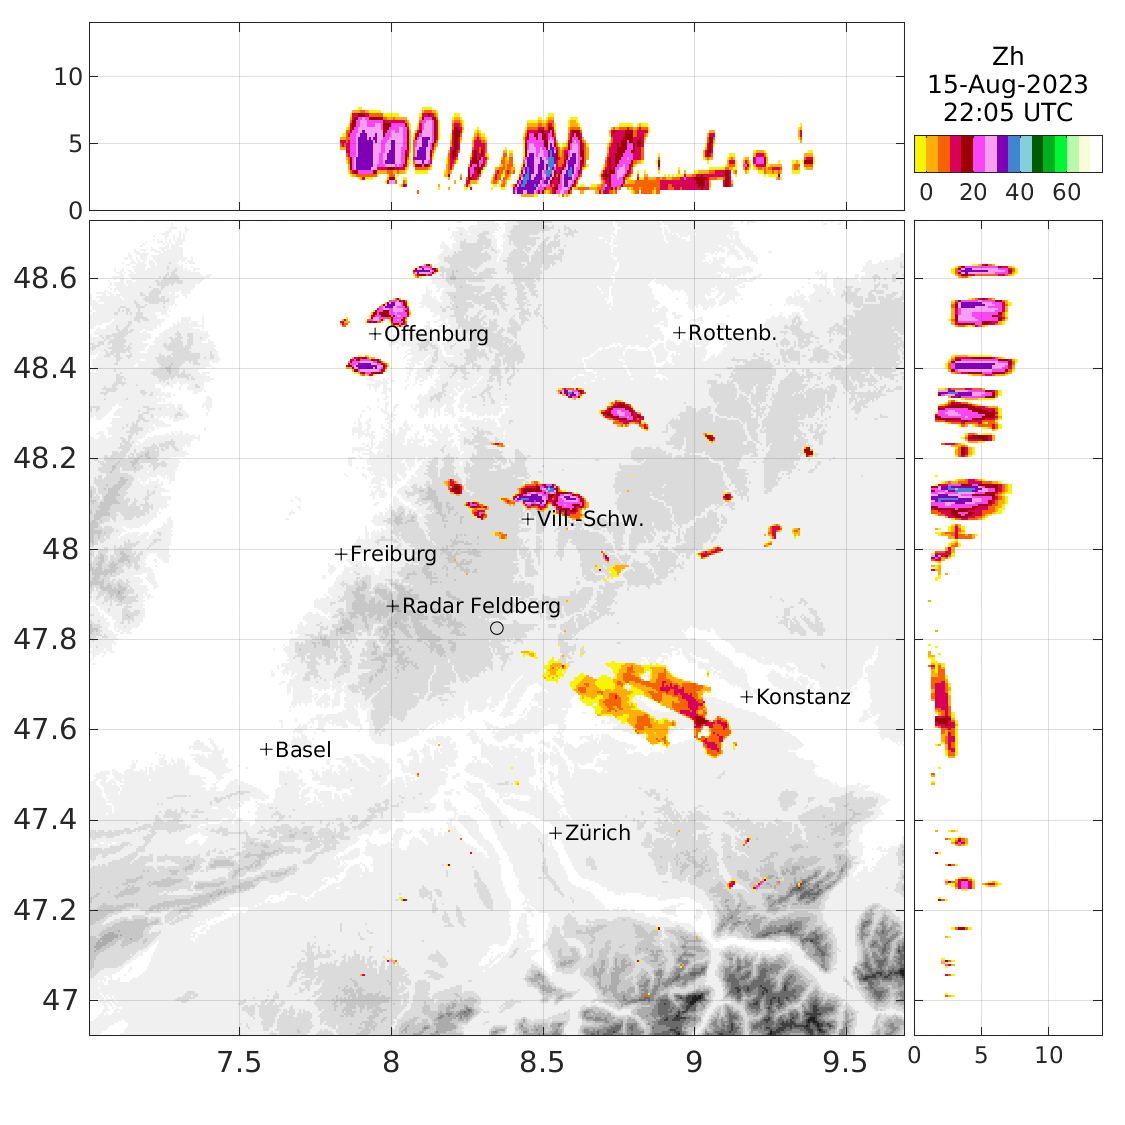 10
5
0
Zh
15-Aug-2023
22:05 UTC
0 20 40 60
48.6
48.4
48.2
48
47.8
47.6
47.4
47.2
47
+Offenburg
+Rottenb.
+Vill.-Schw.
+Freiburg
+Radar Feldberg
+Konstanz
+Basel
+Zürich
7.5 8 8.5 9 9.5
0 5 10